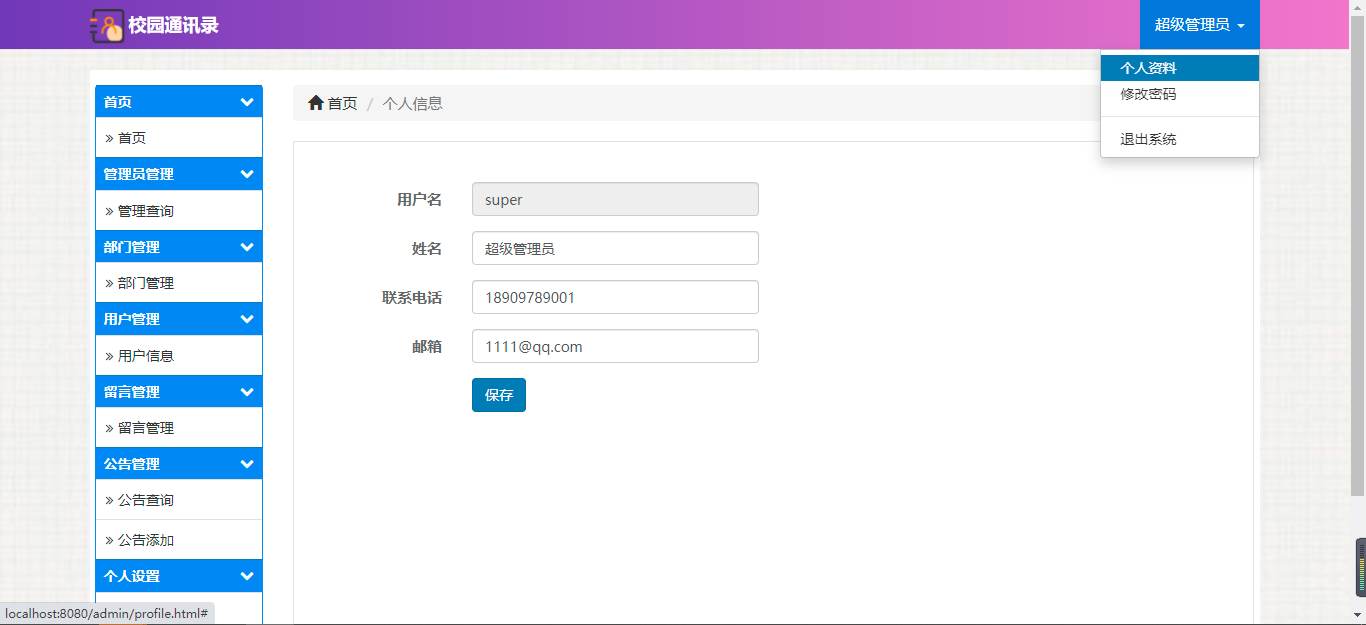 校园通讯录
超级管理员
个人资料
修改密码
退出系统
首页
» 首页
管理员管理
» 管理查询
部门管理
» 部门管理
用户管理
» 用户信息
留言管理
» 留言管理
公告管理
» 公告查询
» 公告添加
个人设置
首页 / 个人信息
用户名 super
姓名 超级管理员
联系电话 18909789001
邮箱 1111@qq.com
保存
localhost:8080/admin/profile.html#